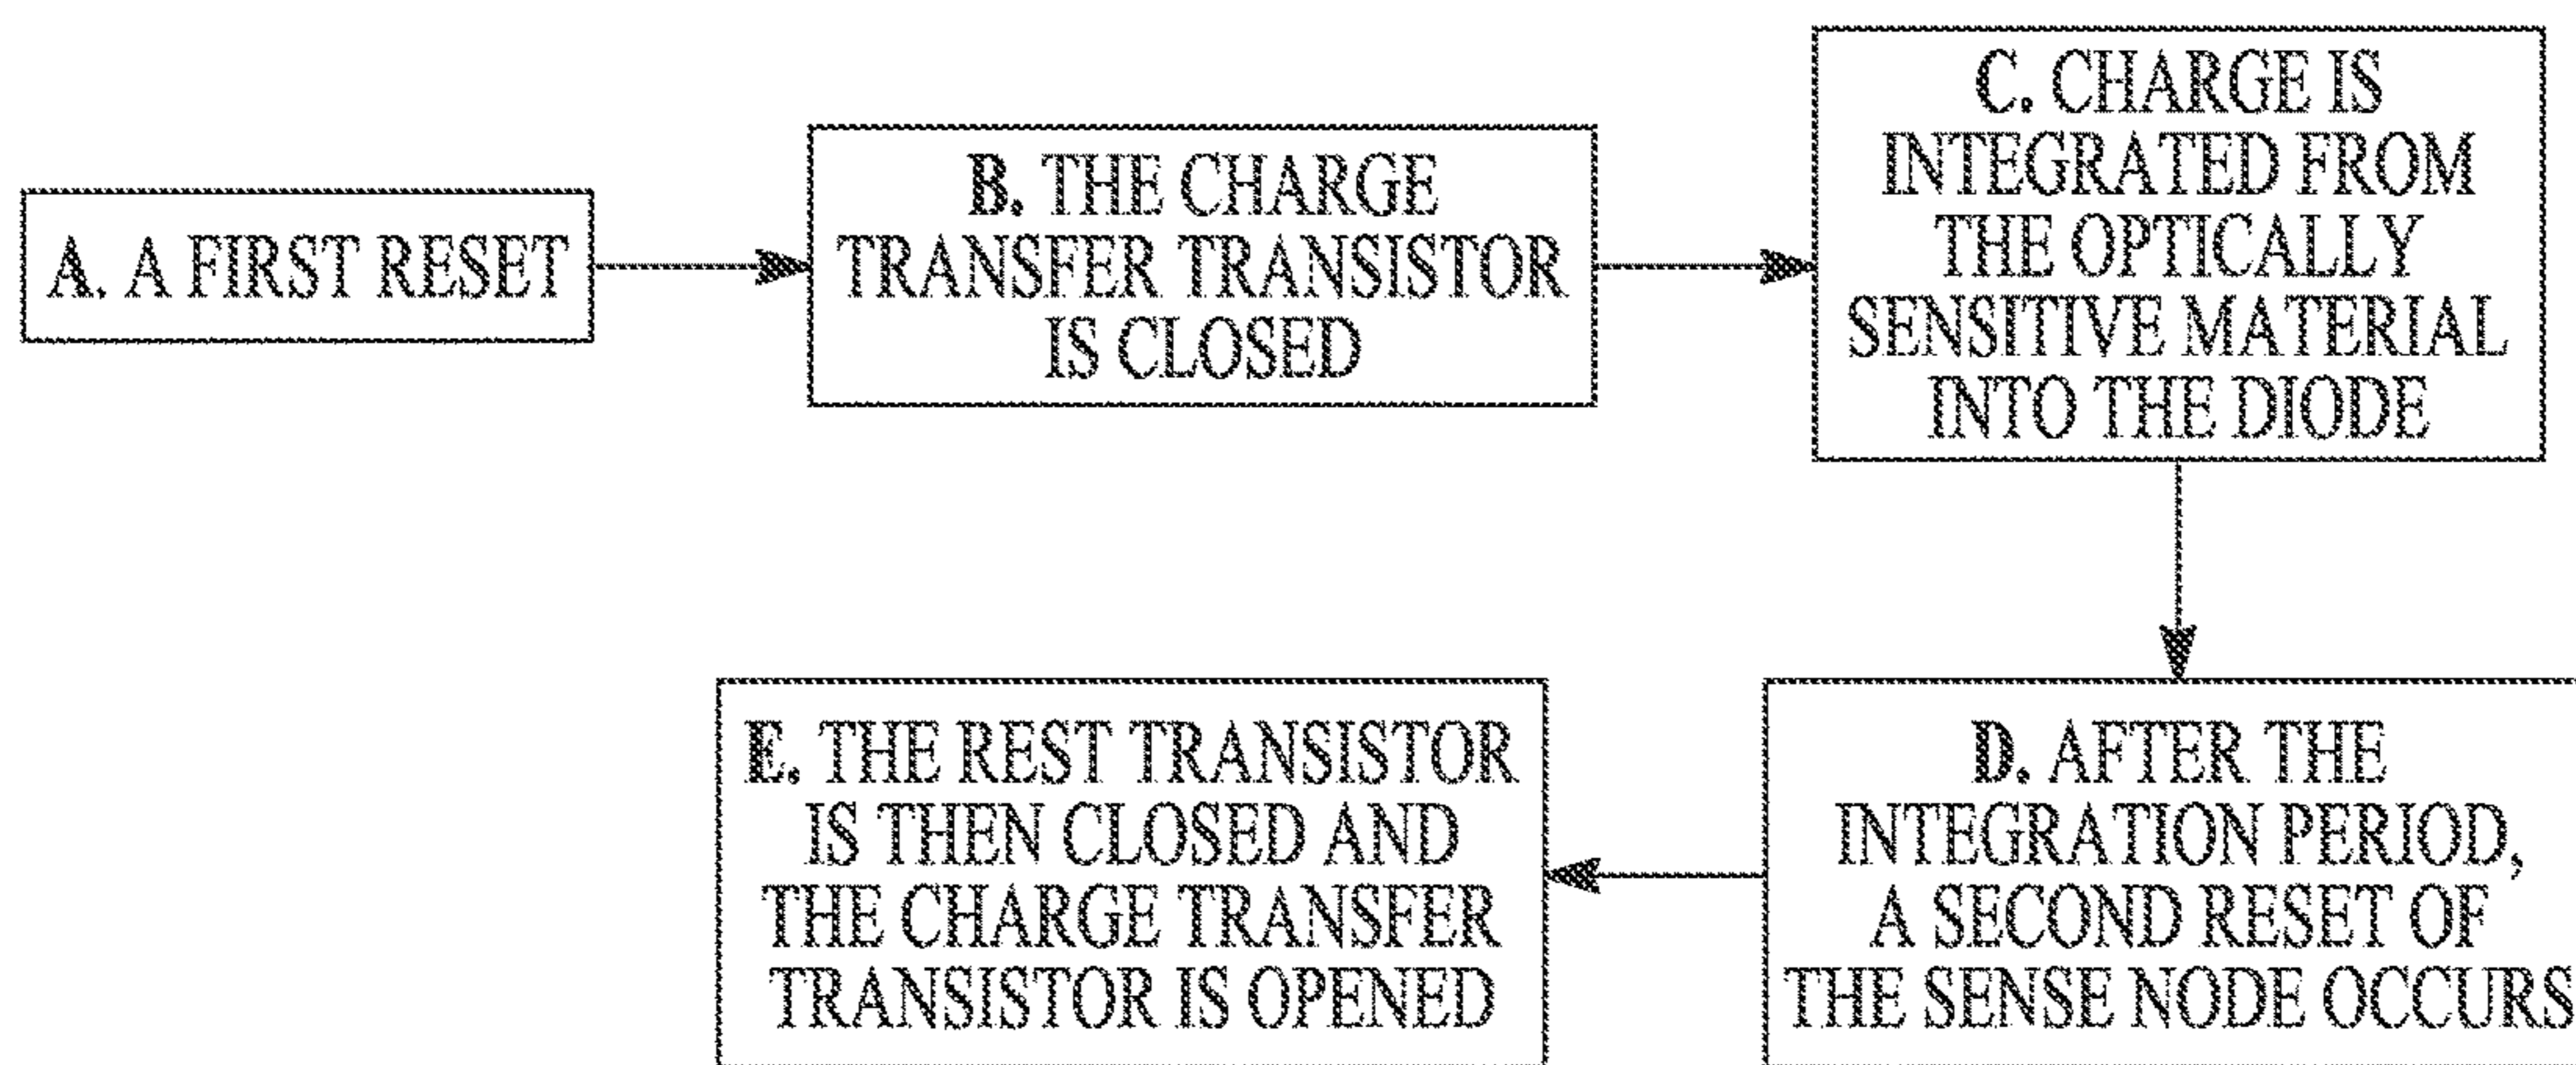 A. A FIRST RESET
B. THE CHARGE
TRANSFER TRANSISTOR
IS CLOSED
C. CHARGE IS
INTEGRATED FROM
THE OPTICALLY
SENSITIVE MATERIAL
INTO THE DIODE
D. AFTER THE
INTEGRATION PERIOD,
A SECOND RESET OF
THE SENSE NODE OCCURS
E. THE REST TRANSISTOR
IS THEN CLOSED AND
THE CHARGE TRANSFER
TRANSISTOR IS OPENED